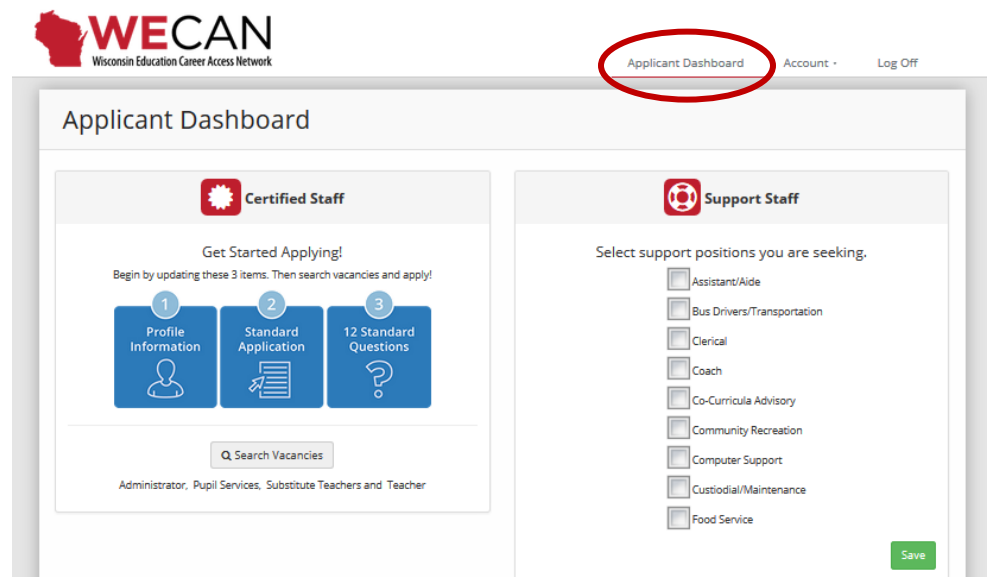 WECAN
Wisconsin Education Career Access Network
Applicant Dashboard Account Log Off
Applicant Dashboard
Certified Staff
Get Started Applying!
Begin by updating these 3 items. Then search vacancies and apply!
1 2 3
Profile Information
Standard Application
12 Standard Questions
Search Vacancies
Administrator, Pupil Services, Substitute Teachers and Teacher
Support Staff
Select support positions you are seeking.
Assistant/Aide
Bus Drivers/Transportation
Clerical
Coach
Co-Curricula Advisory
Community Recreation
Computer Support
Custiodial/Maintenance
Food Service
Save